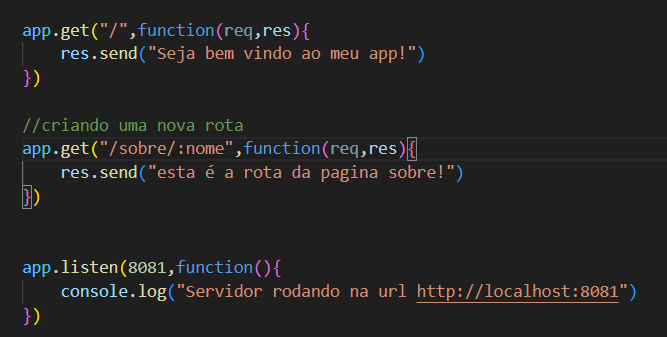 app.get("/",function(req,res){
    res.send("Seja bem vindo ao meu app!")
})
//criando uma nova rota
app.get("/sobre/:nome",function(req,res){
    res.send("esta é a rota da pagina sobre!")
})
app.listen(8081,function(){
    console.log("Servidor rodando na url http://localhost:8081")
})